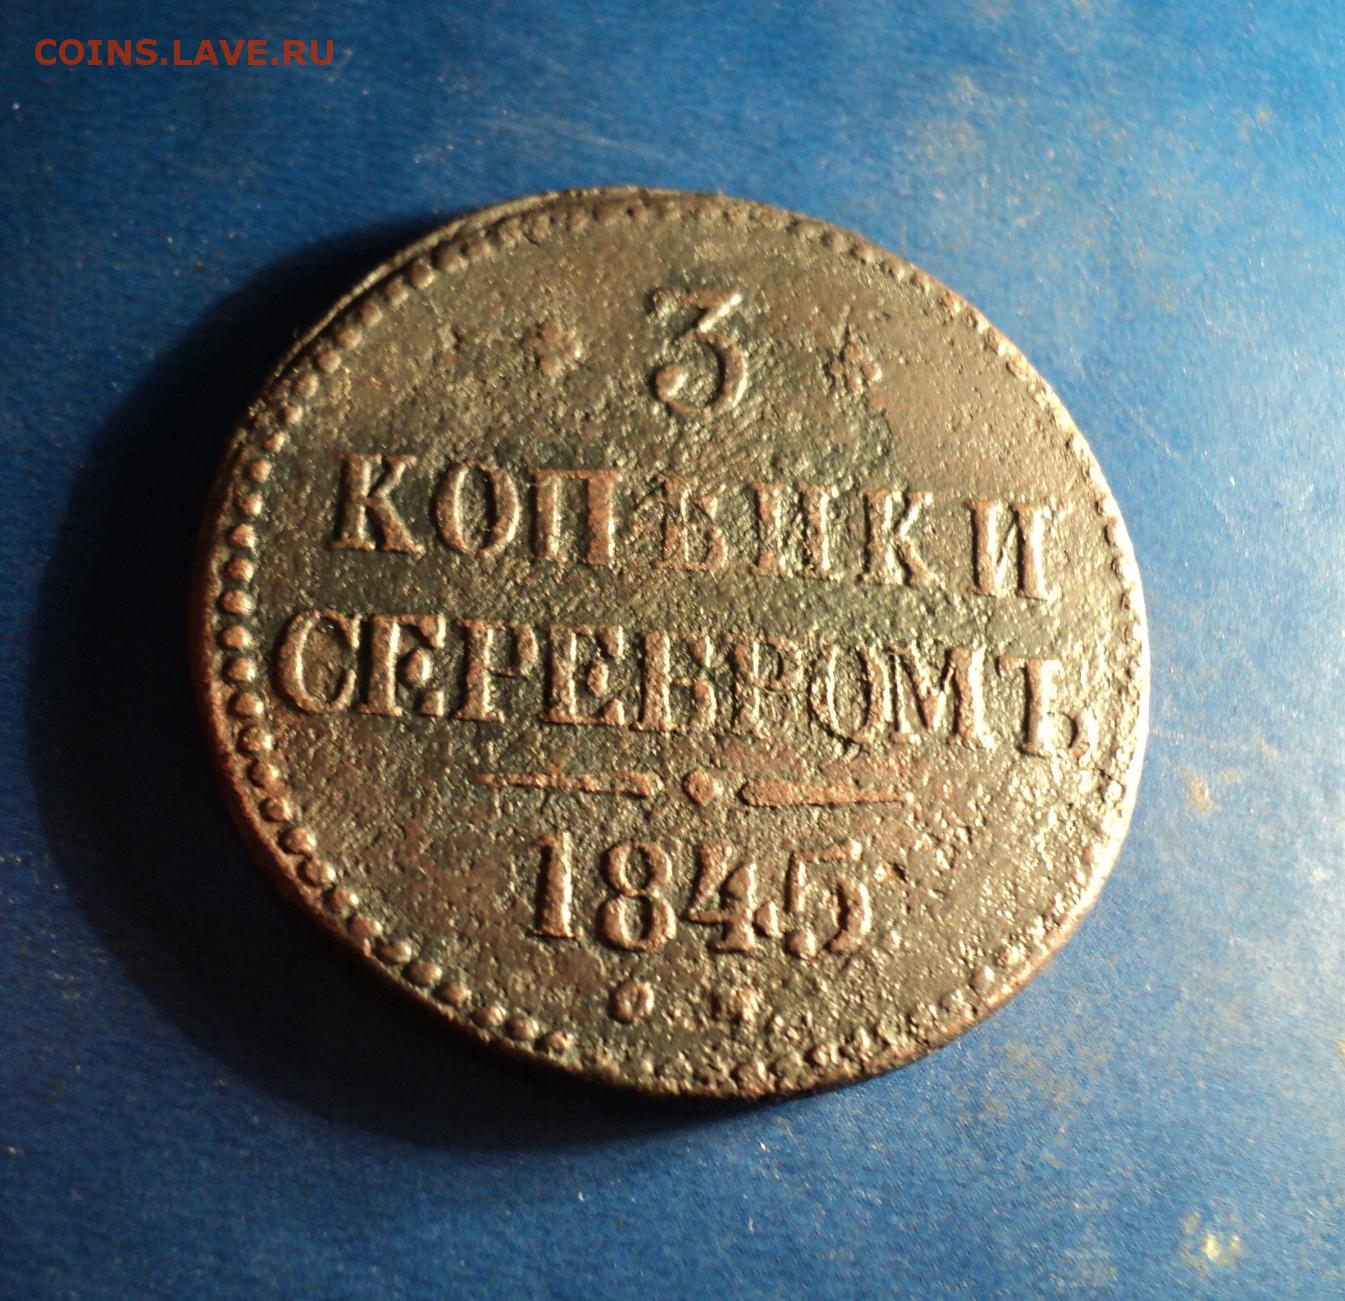 COINS.LAVE.RU
3
КОПѢЙКИ
СЕРЕБРОМЪ
1845.